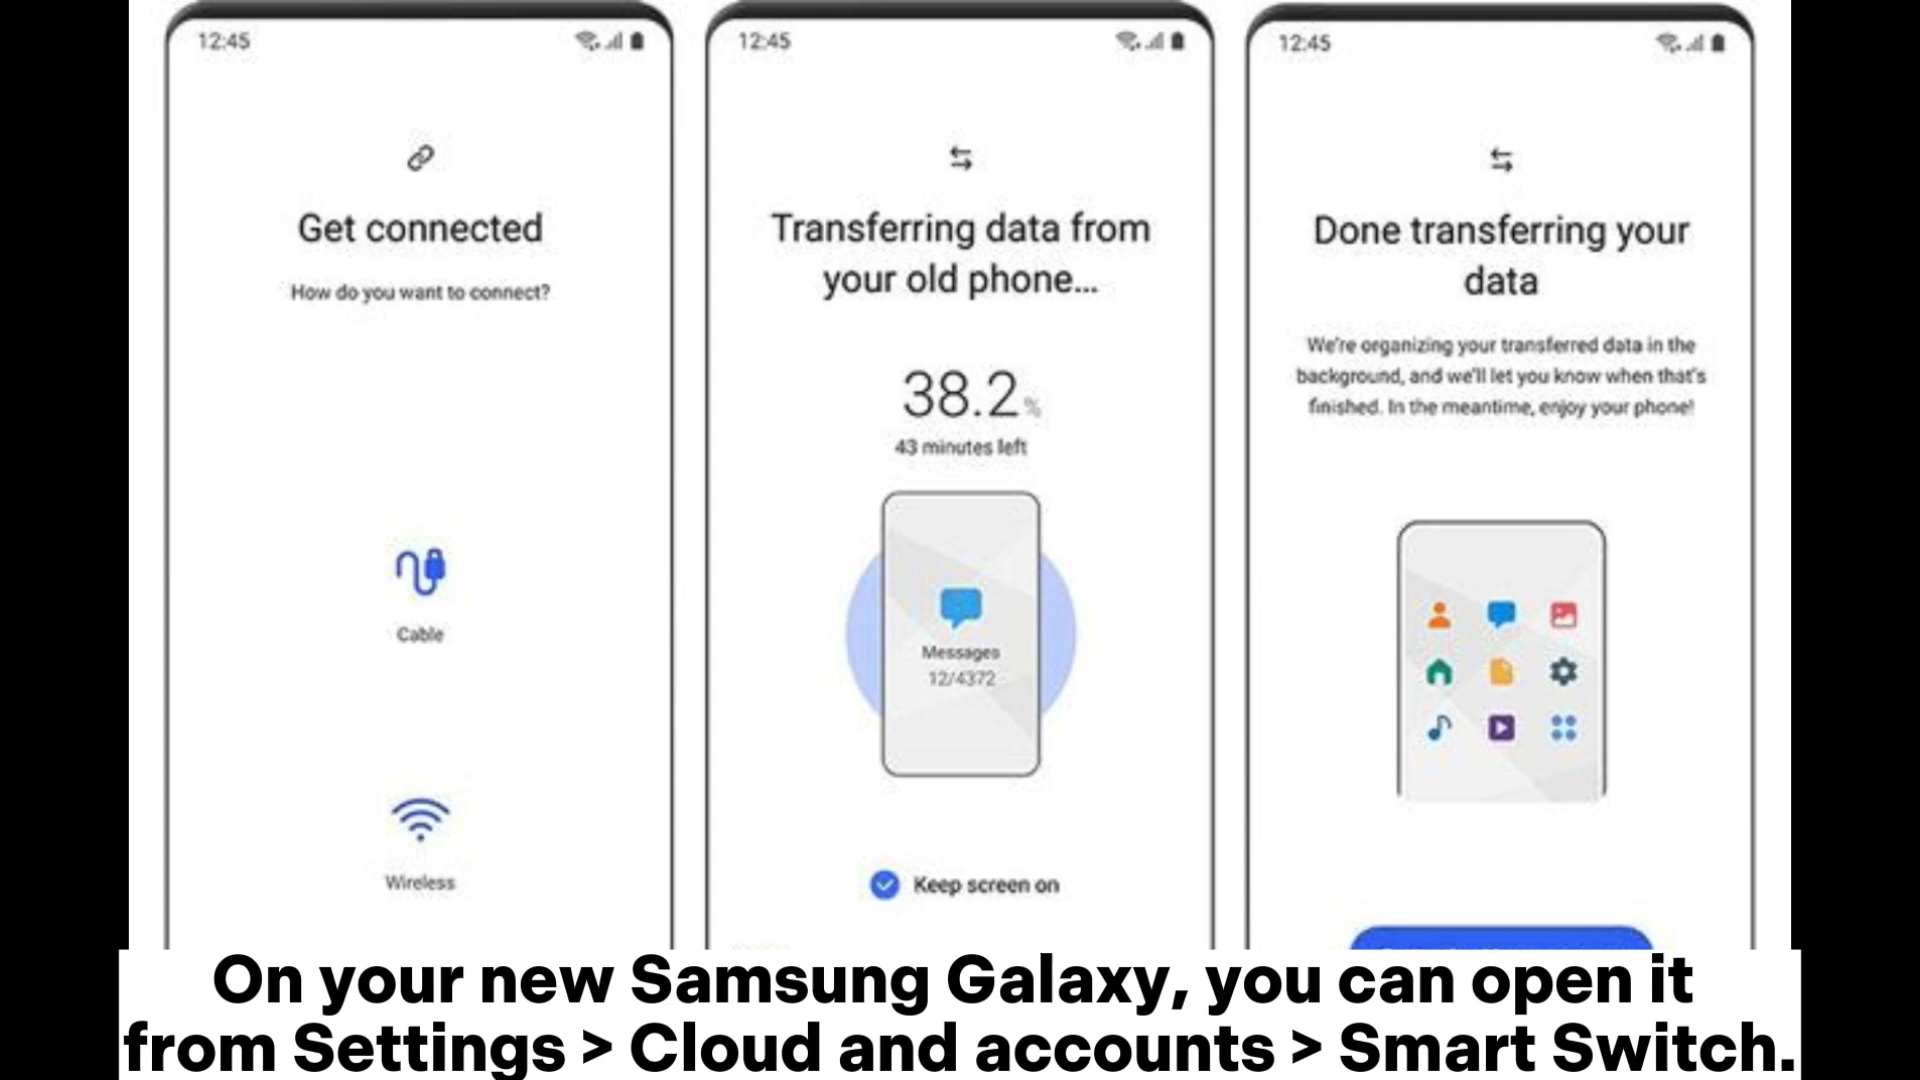 12:45
Get connected
How do you want to connect?
Cable
Wireless
12:45
Transferring data from
your old phone...
38.2%
43 minutes left
Messages
12/4372
Keep screen on
12:45
Done transferring your
data
We're organizing your transferred data in the
background, and we'll let you know when that's
finished. In the meantime, enjoy your phone!
On your new Samsung Galaxy, you can open it
from Settings > Cloud and accounts > Smart Switch.